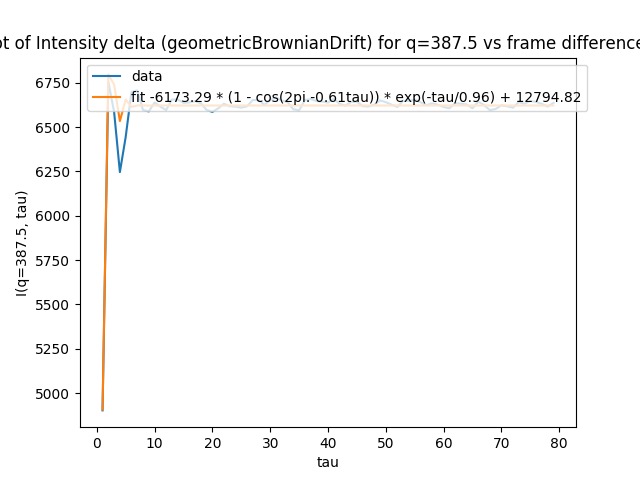 ot of Intensity delta (geometricBrownianDrift) for q=387.5 vs frame difference
data
fit -6173.29 * (1 - cos(2pi.-0.61tau)) * exp(-tau/0.96) + 12794.82
I(q=387.5, tau)
6750
6500
6250
6000
5750
5500
5250
5000
0 10 20 30 40 50 60 70 80
tau